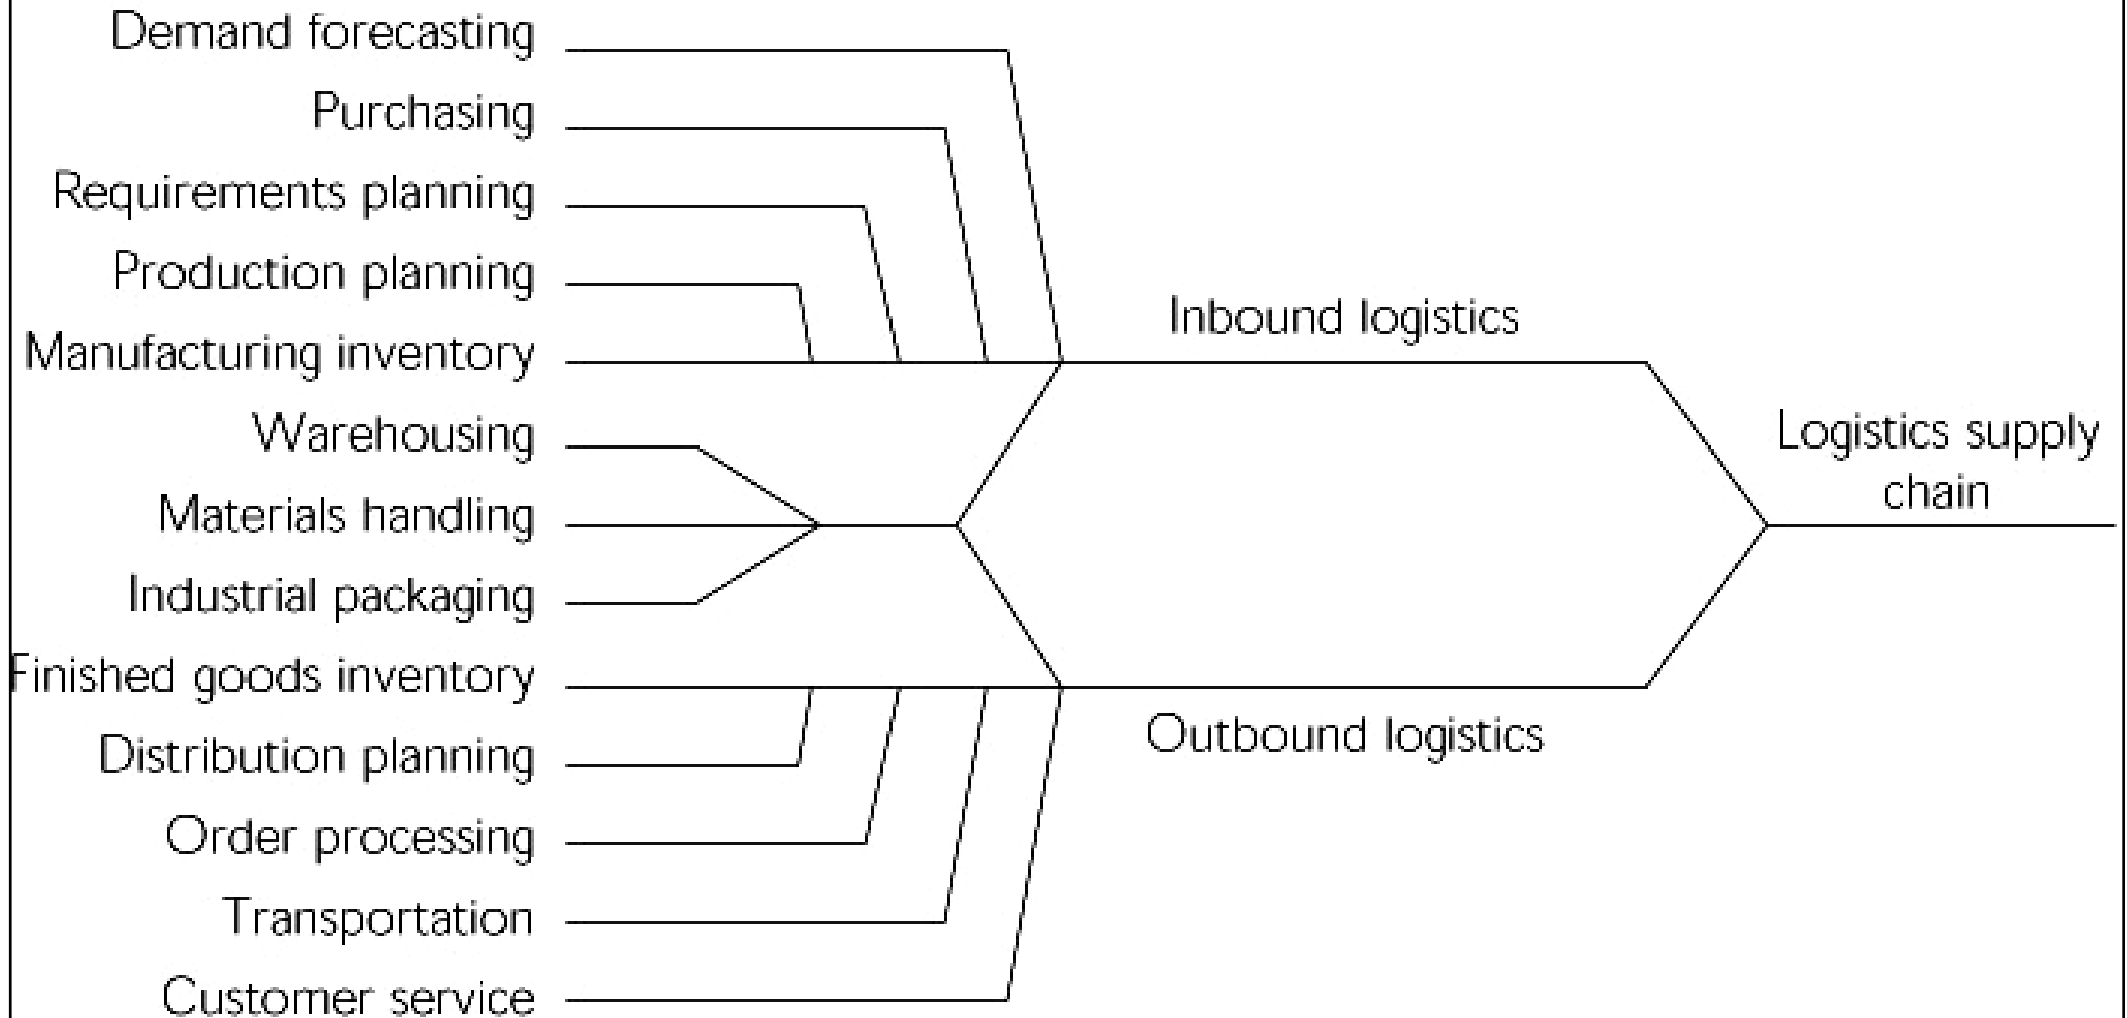 Demand forecasting
Purchasing
Requirements planning
Production planning
Manufacturing inventory
Warehousing
Materials handling
Industrial packaging
Finished goods inventory
Distribution planning
Order processing
Transportation
Customer service
Inbound logistics
Outbound logistics
Logistics supply
chain